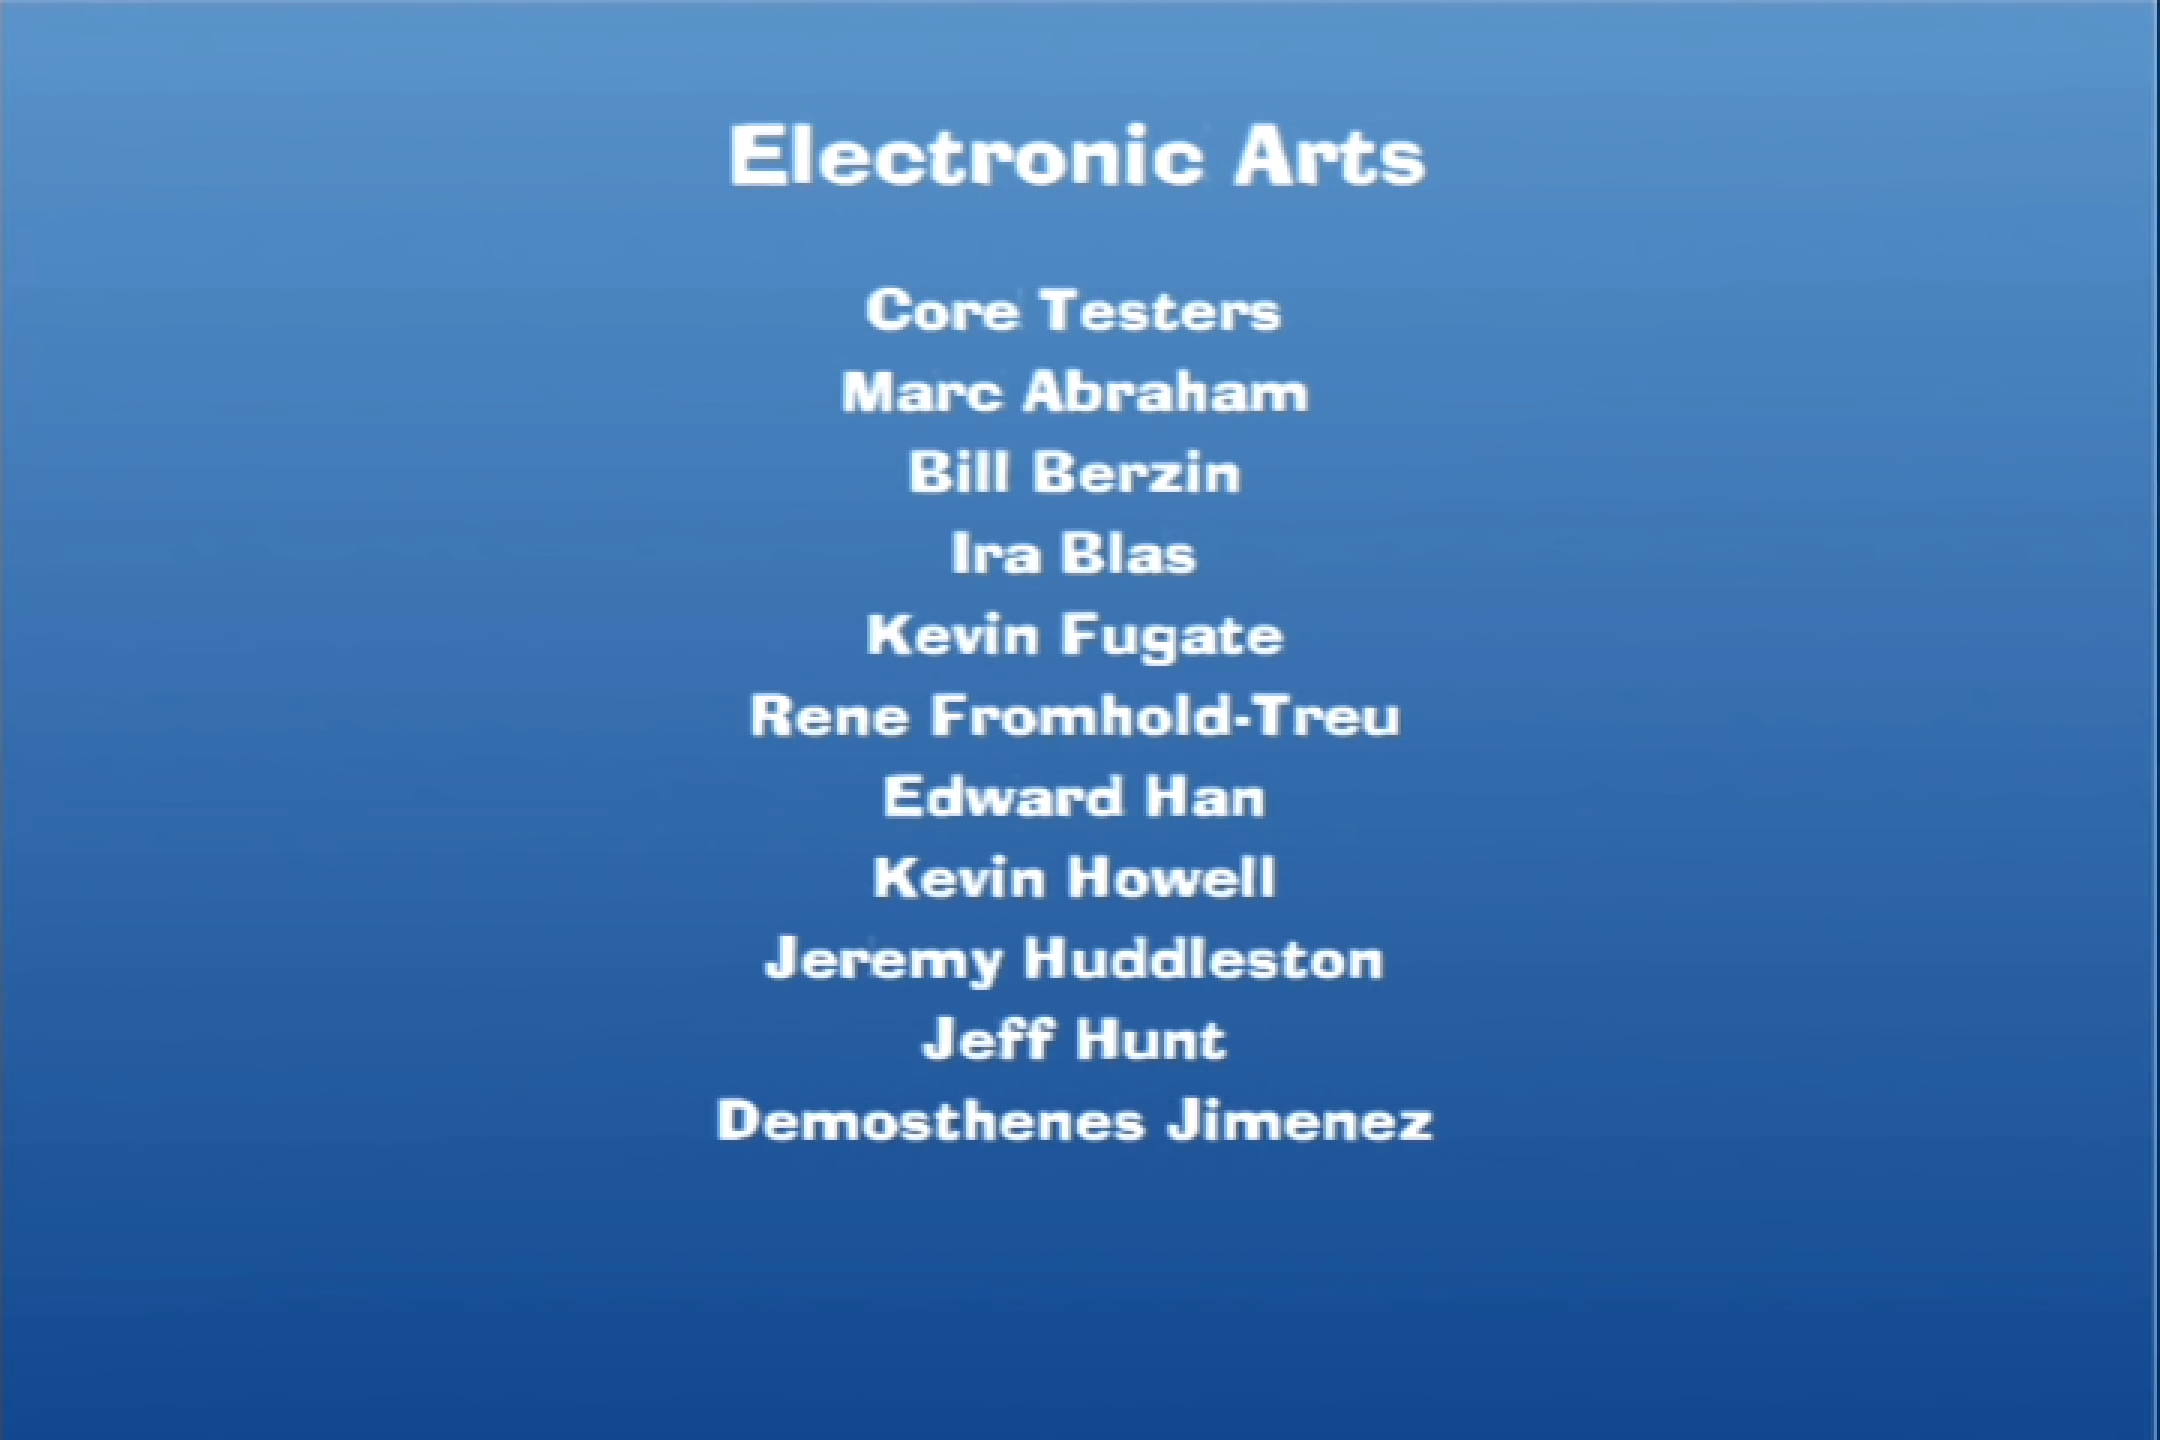 Electronic Arts
Core Testers
Marc Abraham
Bill Berzin
Ira Blas
Kevin Fugate
Rene Fromhold-Treu
Edward Han
Kevin Howell
Jeremy Huddleston
Jeff Hunt
Demosthenes Jimenez